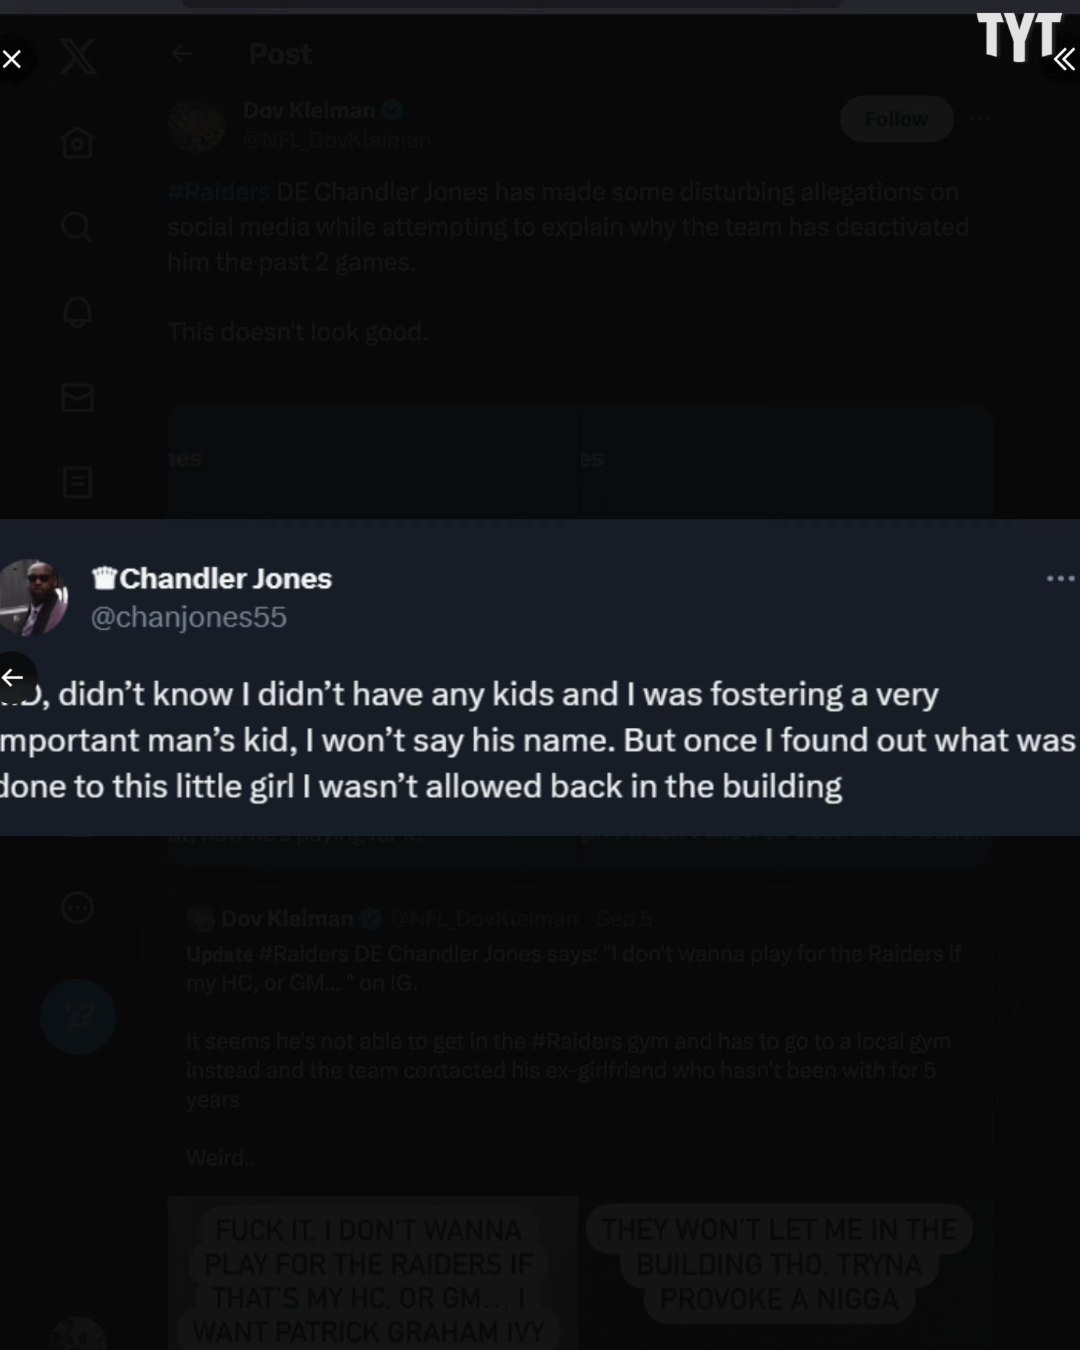 TYT
Post
Dov Kleiman
@NFL_DovKleiman
Follow
#Raiders DE Chandler Jones has made some disturbing allegations on
social media while attempting to explain why the team has deactivated
him the past 2 games.
This doesn't look good.
es
♛Chandler Jones
@chanjones55
, didn’t know I didn’t have any kids and I was fostering a very
mportant man’s kid, I won’t say his name. But once I found out what was
done to this little girl I wasn’t allowed back in the building
Dov Kleiman @NFL_DovKleiman · Sep 5
Update #Raiders DE Chandler Jones says: "I don't wanna play for the Raiders if
my HC, or GM... " on IG.
It seems he's not able to get in the #Raiders gym and has to go to a local gym
instead and the team contacted his ex-girlfriend who hasn't been with for 5
years
Weird..
FUCK IT, I DON'T WANNA
PLAY FOR THE RAIDERS IF
THAT'S MY HC, OR GM... I
WANT PATRICK GRAHAM IVY
THEY WON'T LET ME IN THE
BUILDING THO, TRYNA
PROVOKE A NIGGA